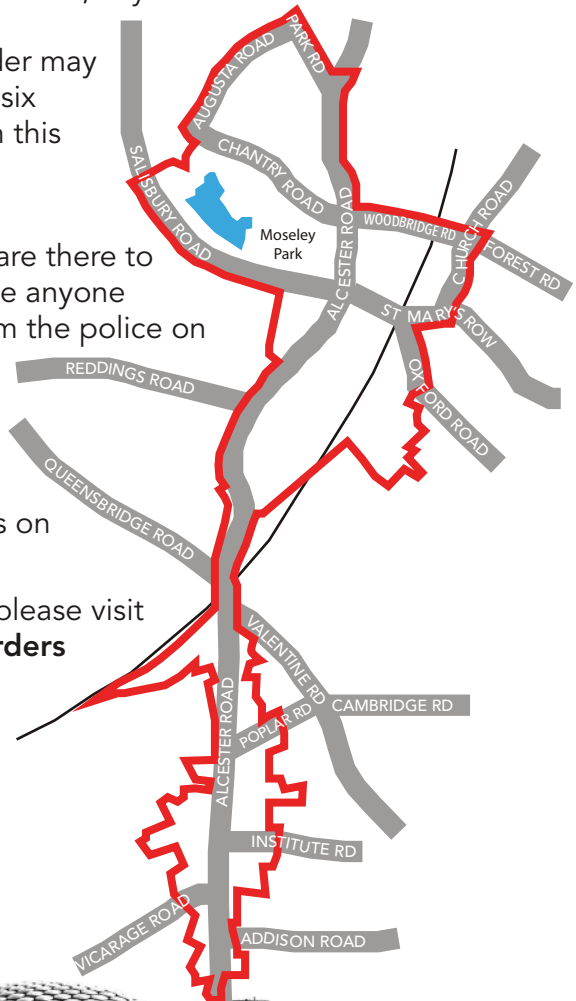 der may
six
n this
are there to
e anyone
m the police on
s on
please visit
rders
PARK RD
AUGUSTA ROAD
CHANTRY ROAD
SALISBURY ROAD
Moseley
Park
ALCESTER ROAD
WOODBRIDGE RD
CHURCH ROAD
FOREST RD
ST MARY'S ROW
OXFORD ROAD
REDDINGS ROAD
QUEENSBRIDGE ROAD
VALENTINE RD
CAMBRIDGE RD
POPLAR RD
ALCESTER ROAD
INSTITUTE RD
VICARAGE ROAD
ADDISON ROAD